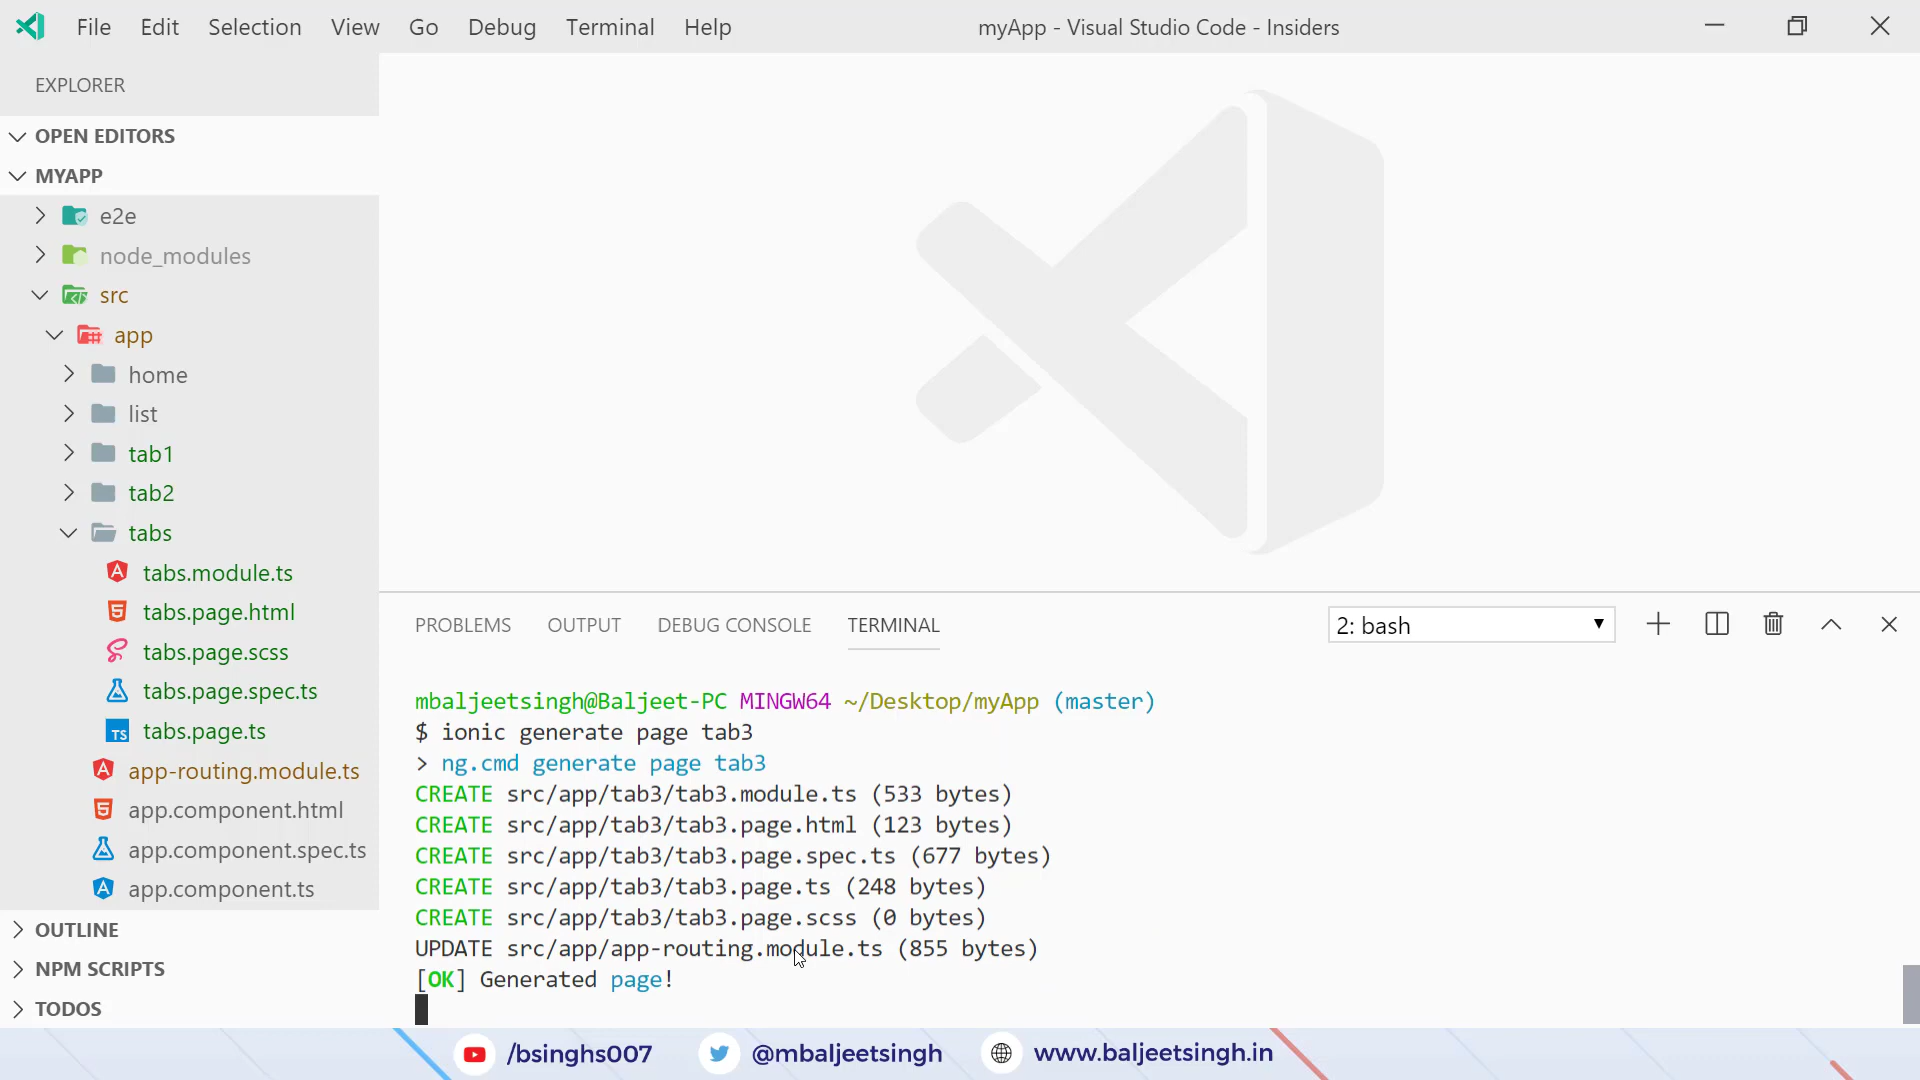 File Edit Selection View Go Debug Terminal Help myApp - Visual Studio Code - Insiders
EXPLORER
OPEN EDITORS
MYAPP
e2e
node_modules
src
app
home
list
tab1
tab2
tabs
tabs.module.ts
tabs.page.html
tabs.page.scss
tabs.page.spec.ts
TS tabs.page.ts
app-routing.module.ts
app.component.html
app.component.spec.ts
app.component.ts
OUTLINE
NPM SCRIPTS
TODOS
PROBLEMS OUTPUT DEBUG CONSOLE TERMINAL 2: bash
mbaljeetsingh@Baljeet-PC MINGW64 ~/Desktop/myApp (master)
$ ionic generate page tab3
> ng.cmd generate page tab3
CREATE src/app/tab3/tab3.module.ts (533 bytes)
CREATE src/app/tab3/tab3.page.html (123 bytes)
CREATE src/app/tab3/tab3.page.spec.ts (677 bytes)
CREATE src/app/tab3/tab3.page.ts (248 bytes)
CREATE src/app/tab3/tab3.page.scss (0 bytes)
UPDATE src/app/app-routing.module.ts (855 bytes)
[OK] Generated page!
/bsinghs007 @mbaljeetsingh www.baljeetsingh.in